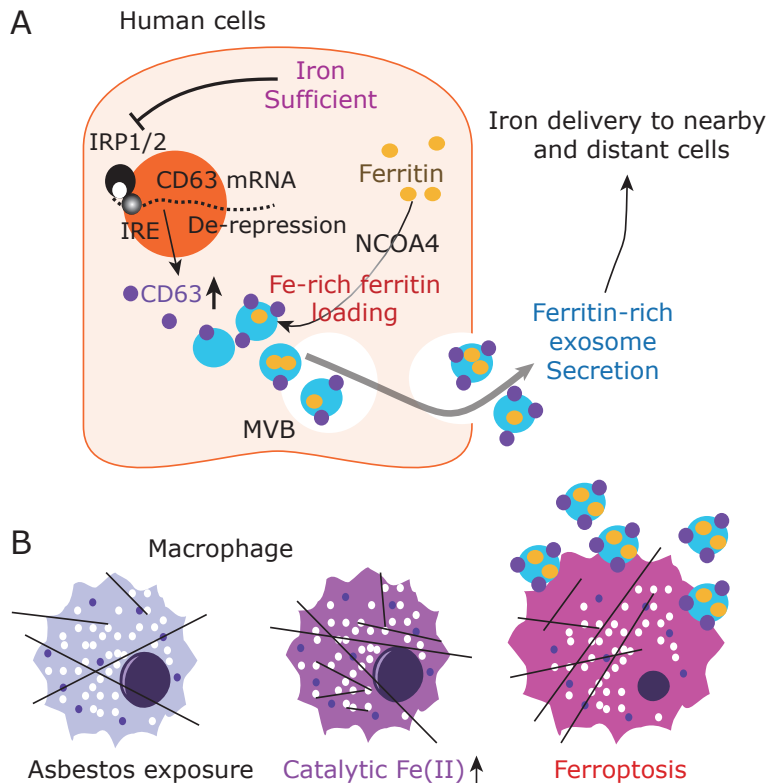 A
Human cells
Iron
Sufficient
IRP1/2
CD63 mRNA
IRE
De-repression
Ferritin
NCOA4
CD63
Fe-rich ferritin
loading
MVB
Iron delivery to nearby
and distant cells
Ferritin-rich
exosome
Secretion
B
Macrophage
Asbestos exposure
Catalytic Fe(II)
Ferroptosis